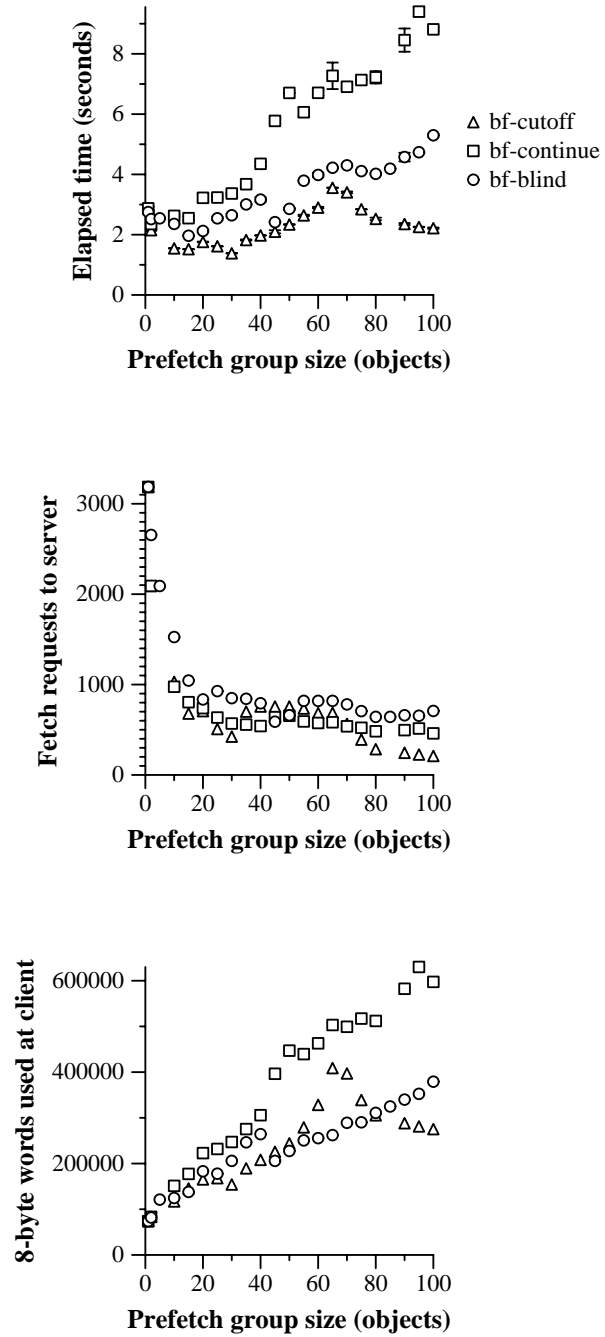 8
6
4
2
0
Elapsed time (seconds)
0 20 40 60 80 100
Prefetch group size (objects)
bf-cutoff
bf-continue
bf-blind
3000
2000
1000
0
Fetch requests to server
0 20 40 60 80 100
Prefetch group size (objects)
600000
400000
200000
0
8-byte words used at client
0 20 40 60 80 100
Prefetch group size (objects)